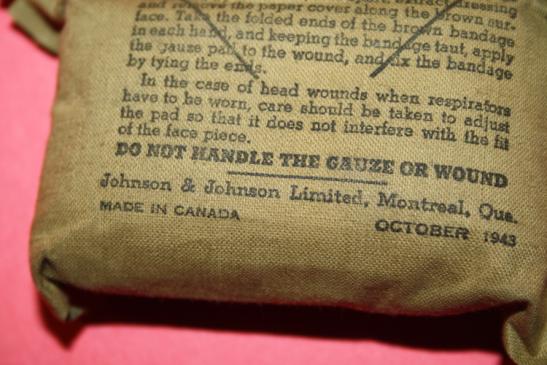 and remove the paper cover along the brown sur-
face. Take the folded ends of the brown bandage
in each hand, and keeping the bandage taut, apply
the gauze pad to the wound, and fix the bandage
by tying the ends.
In the case of head wounds when respirators
have to be worn, care should be taken to adjust
the pad so that it does not interfere with the fit
of the face piece.
DO NOT HANDLE THE GAUZE OR WOUND
Johnson & Johnson Limited, Montreal, Que.
MADE IN CANADA
OCTOBER 1943